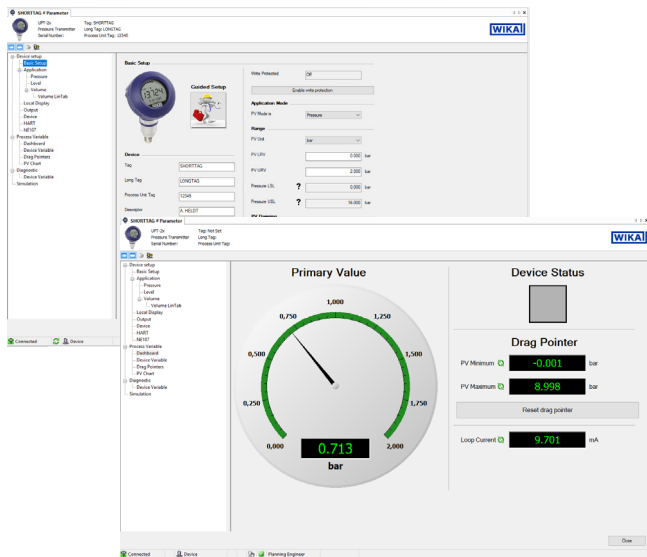 SHORTTAG # Parameter
UPT-2x
Pressure Transmitter
Serial Number:
Tag: SHORTTAG
Long Tag: LONGTAG
Process Unit Tag: 12345
WIKA
Device setup
Basic Setup
Application
Pressure
Level
Volume
Volume LinTab
Local Display
Output
Device
HART
NE107
Process Variable
Dashboard
Device Variable
Drag Pointers
PV Chart
Diagnostic
Device Variable
Simulation
Basic Setup
Guided Setup
Device
Tag SHORTTAG
Long Tag LONGTAG
Process Unit Tag 12345
Descriptor A. HELDT
Write Protected Off
Enable write protection
Application Mode
PV Mode is Pressure
Range
PV Unit bar
PV LRV 0.000 bar
PV URV 2.000 bar
Pressure LSL ? 0.000 bar
Pressure USL ? 16.000 bar
PV Damping
Connected Device
SHORTTAG # Parameter
UPT-2x
Pressure Transmitter
Serial Number:
Tag: Not Set
Long Tag:
Process Unit Tag:
WIKA
Device setup
Basic Setup
Application
Pressure
Level
Volume
Volume LinTab
Local Display
Output
Device
HART
NE107
Process Variable
Dashboard
Device Variable
Drag Pointers
PV Chart
Diagnostic
Device Variable
Simulation
Primary Value
0,000
0,250
0,500
0,750
1,000
1,250
1,500
1,750
2,000
0.713
bar
Device Status
Drag Pointer
PV Minimum -0.001 bar
PV Maximum 8.998 bar
Reset drag pointer
Loop Current 9.701 mA
Close
Connected Device Planning Engineer